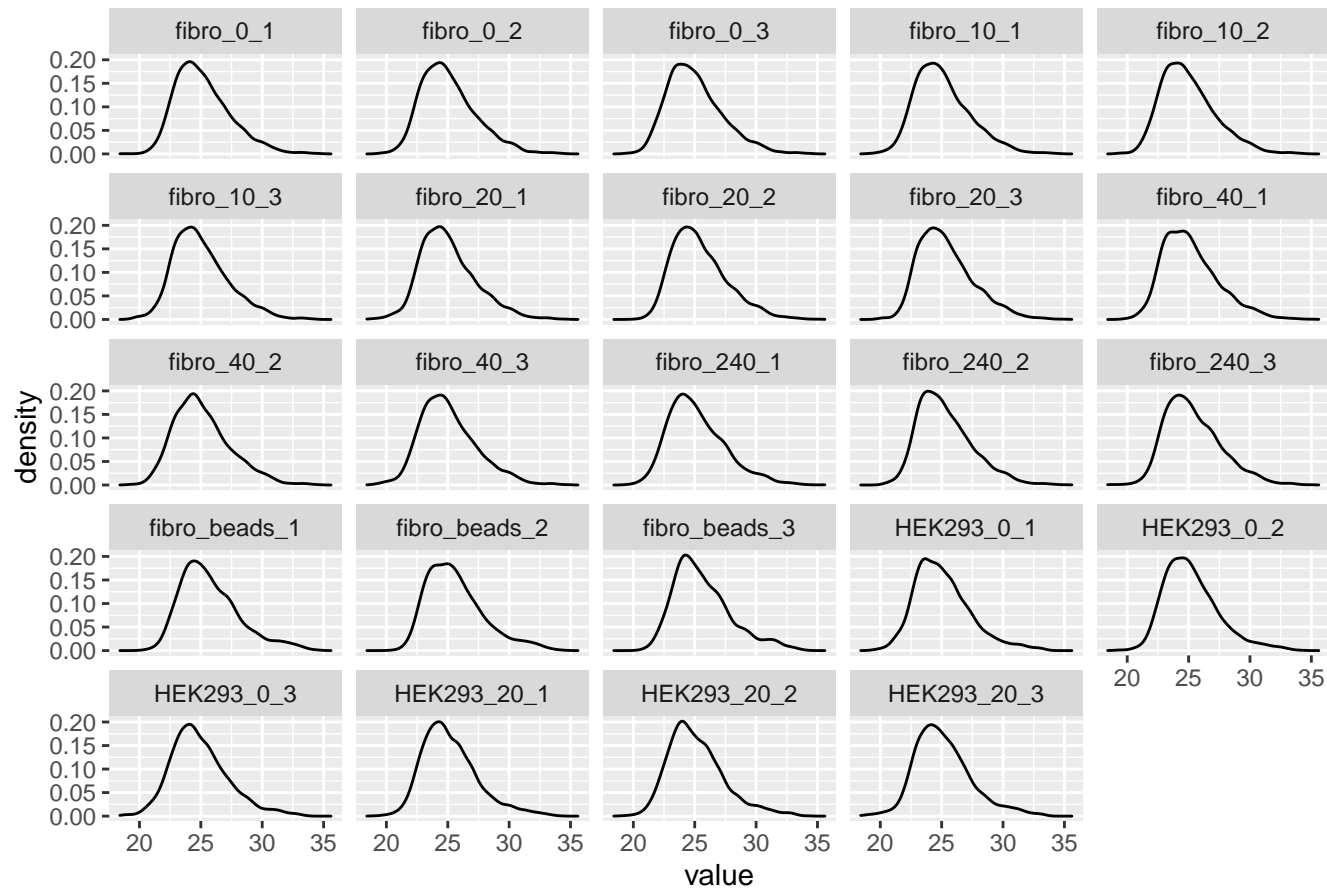 fibro_0_1 fibro_0_2 fibro_0_3 fibro_10_1 fibro_10_2
0.20
0.15
0.10
0.05
0.00
fibro_10_3 fibro_20_1 fibro_20_2 fibro_20_3 fibro_40_1
0.20
0.15
0.10
0.05
0.00
fibro_40_2 fibro_40_3 fibro_240_1 fibro_240_2 fibro_240_3
0.20
0.15
0.10
0.05
0.00
density
fibro_beads_1 fibro_beads_2 fibro_beads_3 HEK293_0_1 HEK293_0_2
0.20
0.15
0.10
0.05
0.00
20 25 30 35
HEK293_0_3 HEK293_20_1 HEK293_20_2 HEK293_20_3
0.20
0.15
0.10
0.05
0.00
20 25 30 35 20 25 30 35 20 25 30 35 20 25 30 35
value